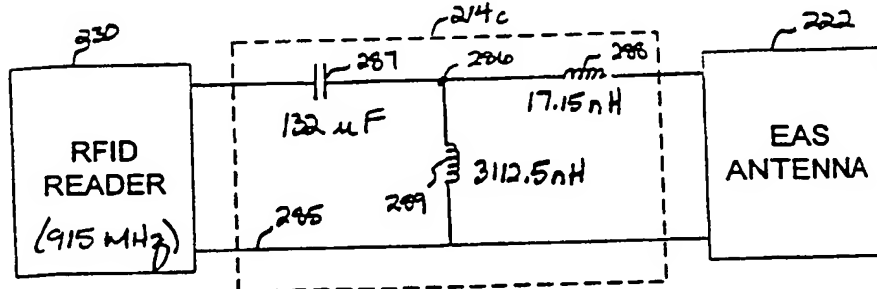 214c
230
222
287
286
288
132 uF
17.15nH
RFID
READER
(915 MHz)
289
3112.5nH
285
EAS
ANTENNA